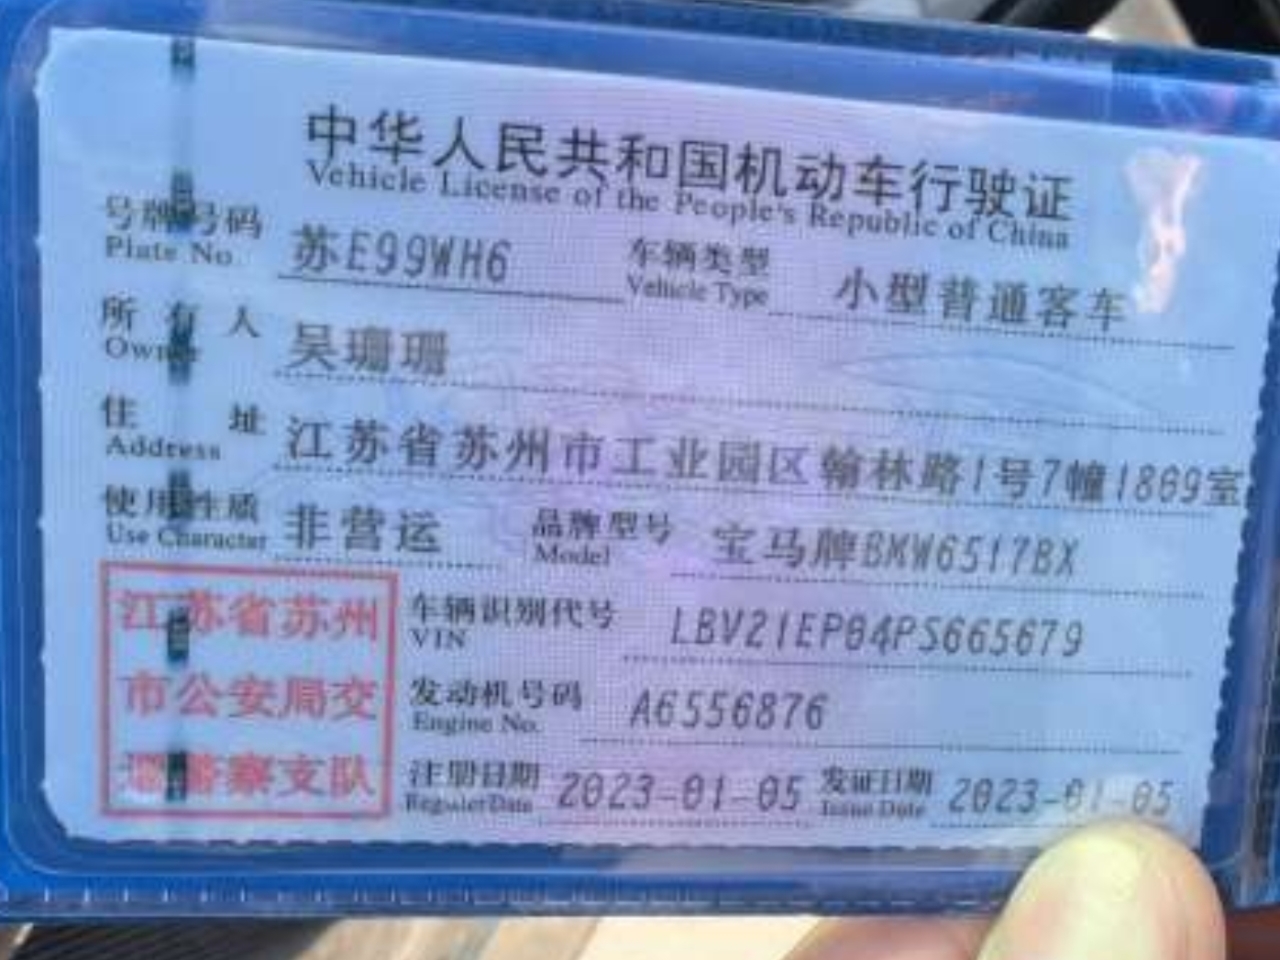 中华人民共和国机动车行驶证
Vehicle License of the People's Republic of China
号牌号码 苏E99WH6 车辆类型 小型普通客车
Plate No. Vehicle Type
所有人 吴珊珊
Owner
住址 江苏省苏州市工业园区翰林路1号7幢1869室
Address
使用性质 非营运 品牌型号 宝马牌BMW6517BX
Use Character Model
江苏省苏州
市公安局交
通警察支队
车辆识别代号 LBV21EP04PS665679
VIN
发动机号码 A6556876
Engine No.
注册日期 2023-01-05 发证日期 2023-01-05
Register Date Issue Date